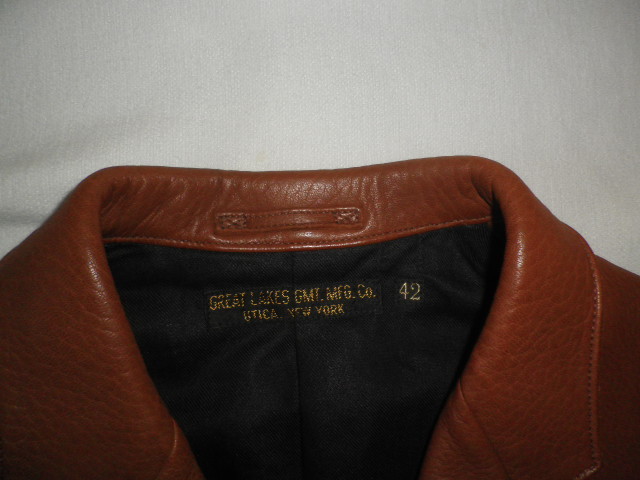 GREAT LAKES GMT. MFG. Co. 42
UTICA, NEW YORK